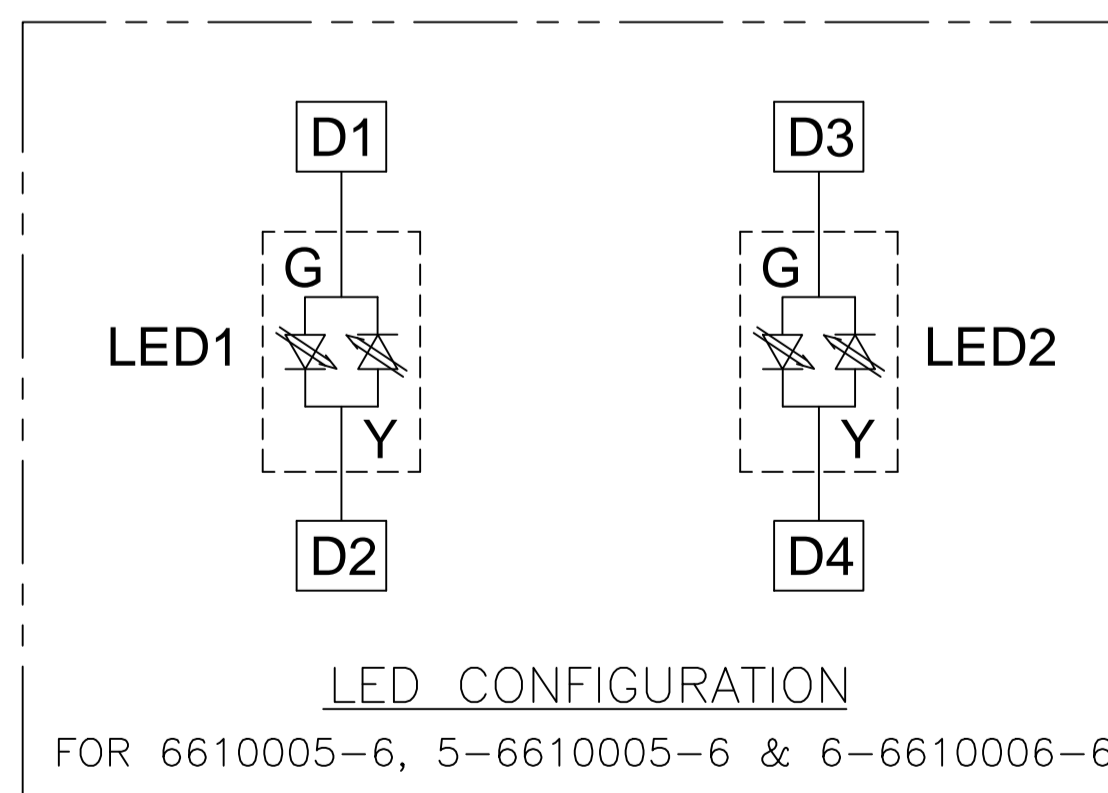 D1 D3
G G
LED1 LED2
Y Y
D2 D4
LED CONFIGURATION
FOR 6610005-6, 5-6610005-6 & 6-6610006-6